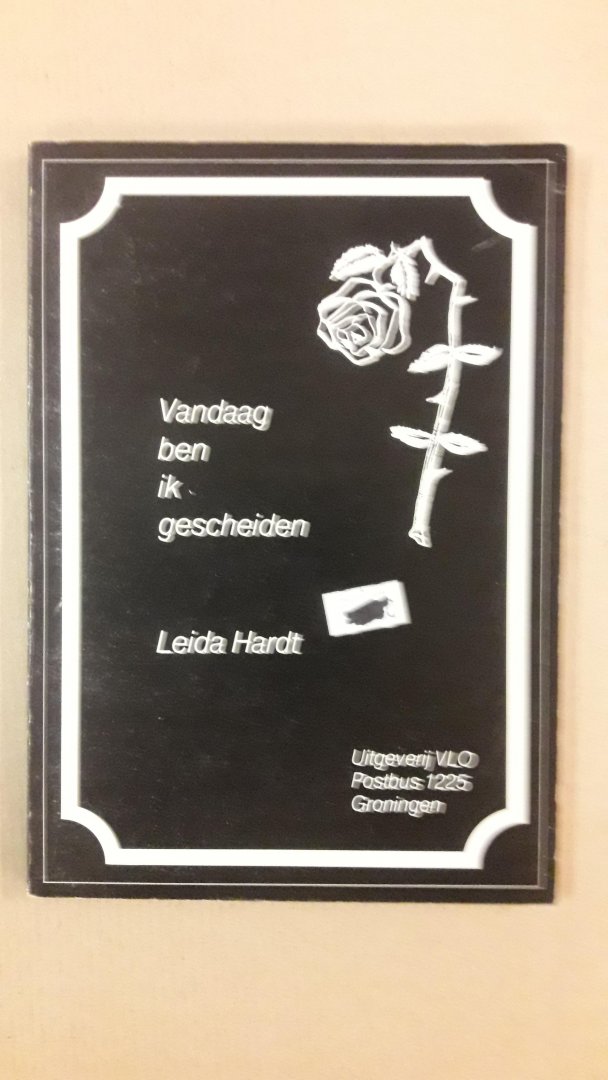 Vandaag
ben
ik
gescheiden
Leida Hardt
Uitgeverij VLO
Postbus 1225
Groningen